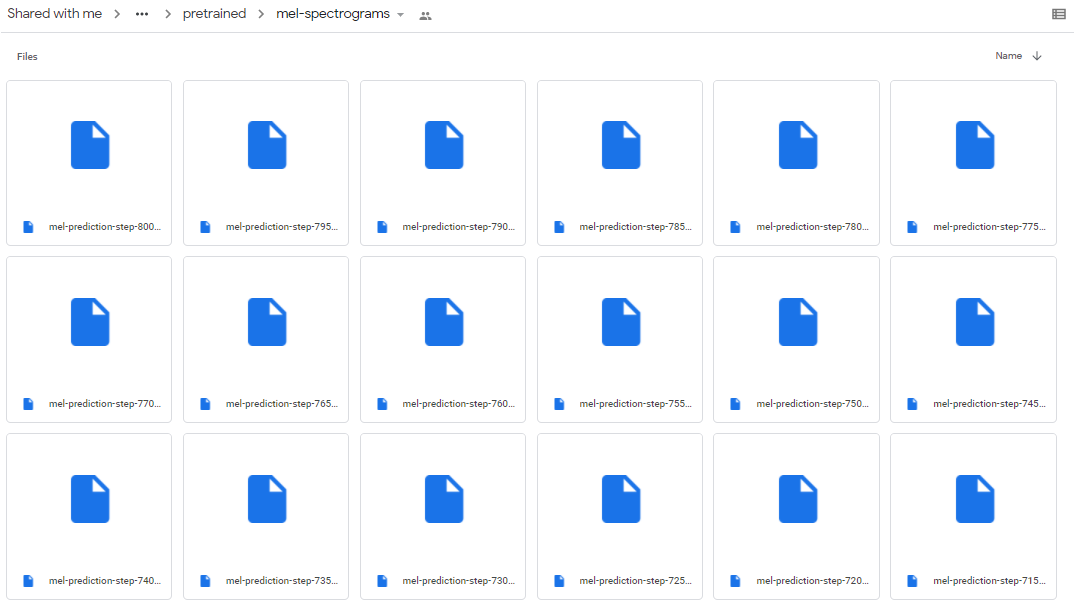 Shared with me > ••• > pretrained > mel-spectrograms
Files
Name
mel-prediction-step-800...
mel-prediction-step-795...
mel-prediction-step-790...
mel-prediction-step-785...
mel-prediction-step-780...
mel-prediction-step-775...
mel-prediction-step-770...
mel-prediction-step-765...
mel-prediction-step-760...
mel-prediction-step-755...
mel-prediction-step-750...
mel-prediction-step-745...
mel-prediction-step-740...
mel-prediction-step-735...
mel-prediction-step-730...
mel-prediction-step-725...
mel-prediction-step-720...
mel-prediction-step-715...